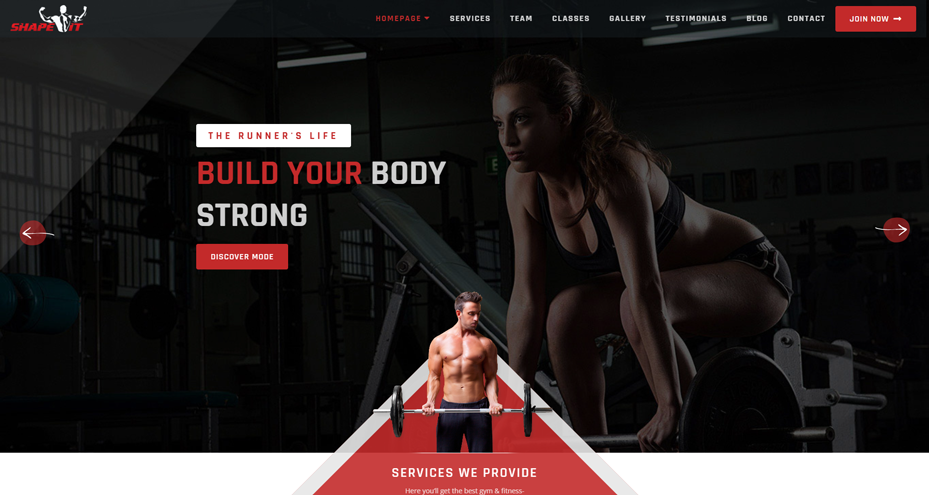 SHAPE IT
HOMEPAGE SERVICES TEAM CLASSES GALLERY TESTIMONIALS BLOG CONTACT JOIN NOW
THE RUNNER'S LIFE
BUILD YOUR BODY
STRONG
DISCOVER MODE
SERVICES WE PROVIDE
Here you'll get the best gym & fitness-